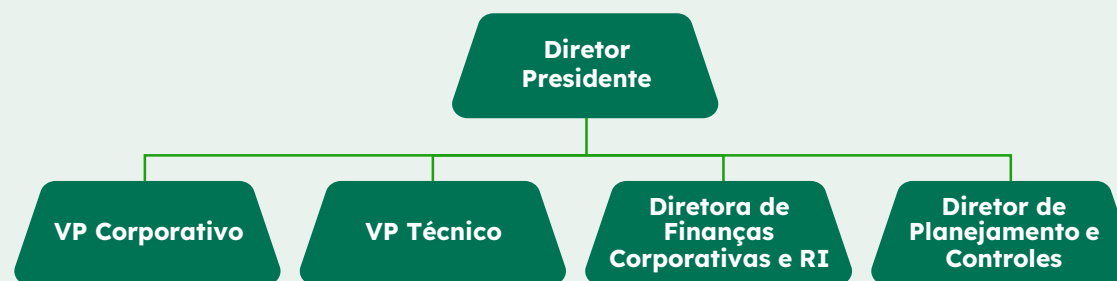 Diretor
Presidente
VP Corporativo
VP Técnico
Diretora de
Finanças
Corporativas e RI
Diretor de
Planejamento e
Controles